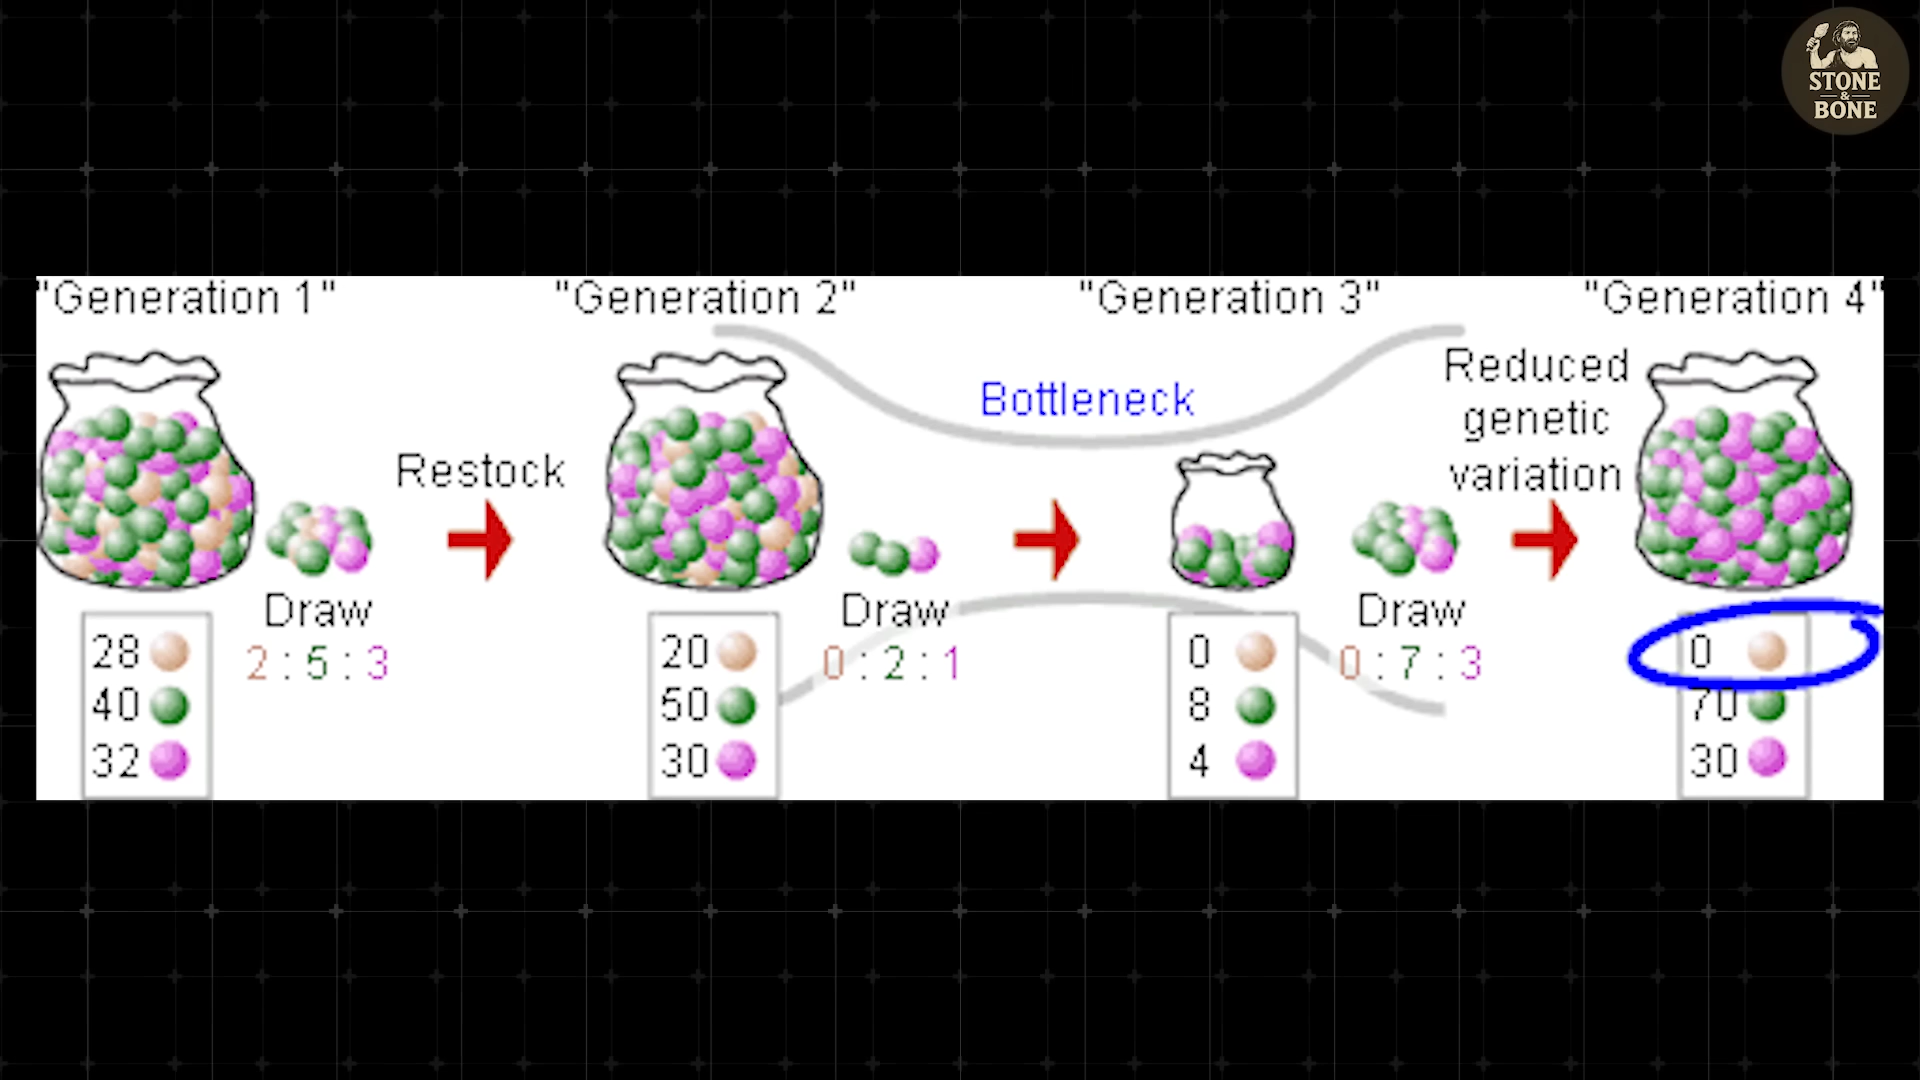 STONE
&
BONE
"Generation 1"
"Generation 2"
"Generation 3"
"Generation 4"
Restock
Bottleneck
Reduced
genetic
variation
Draw
2 : 5 : 3
Draw
0 : 2 : 1
Draw
0 : 7 : 3
28
40
32
20
50
30
0
8
4
0
70
30